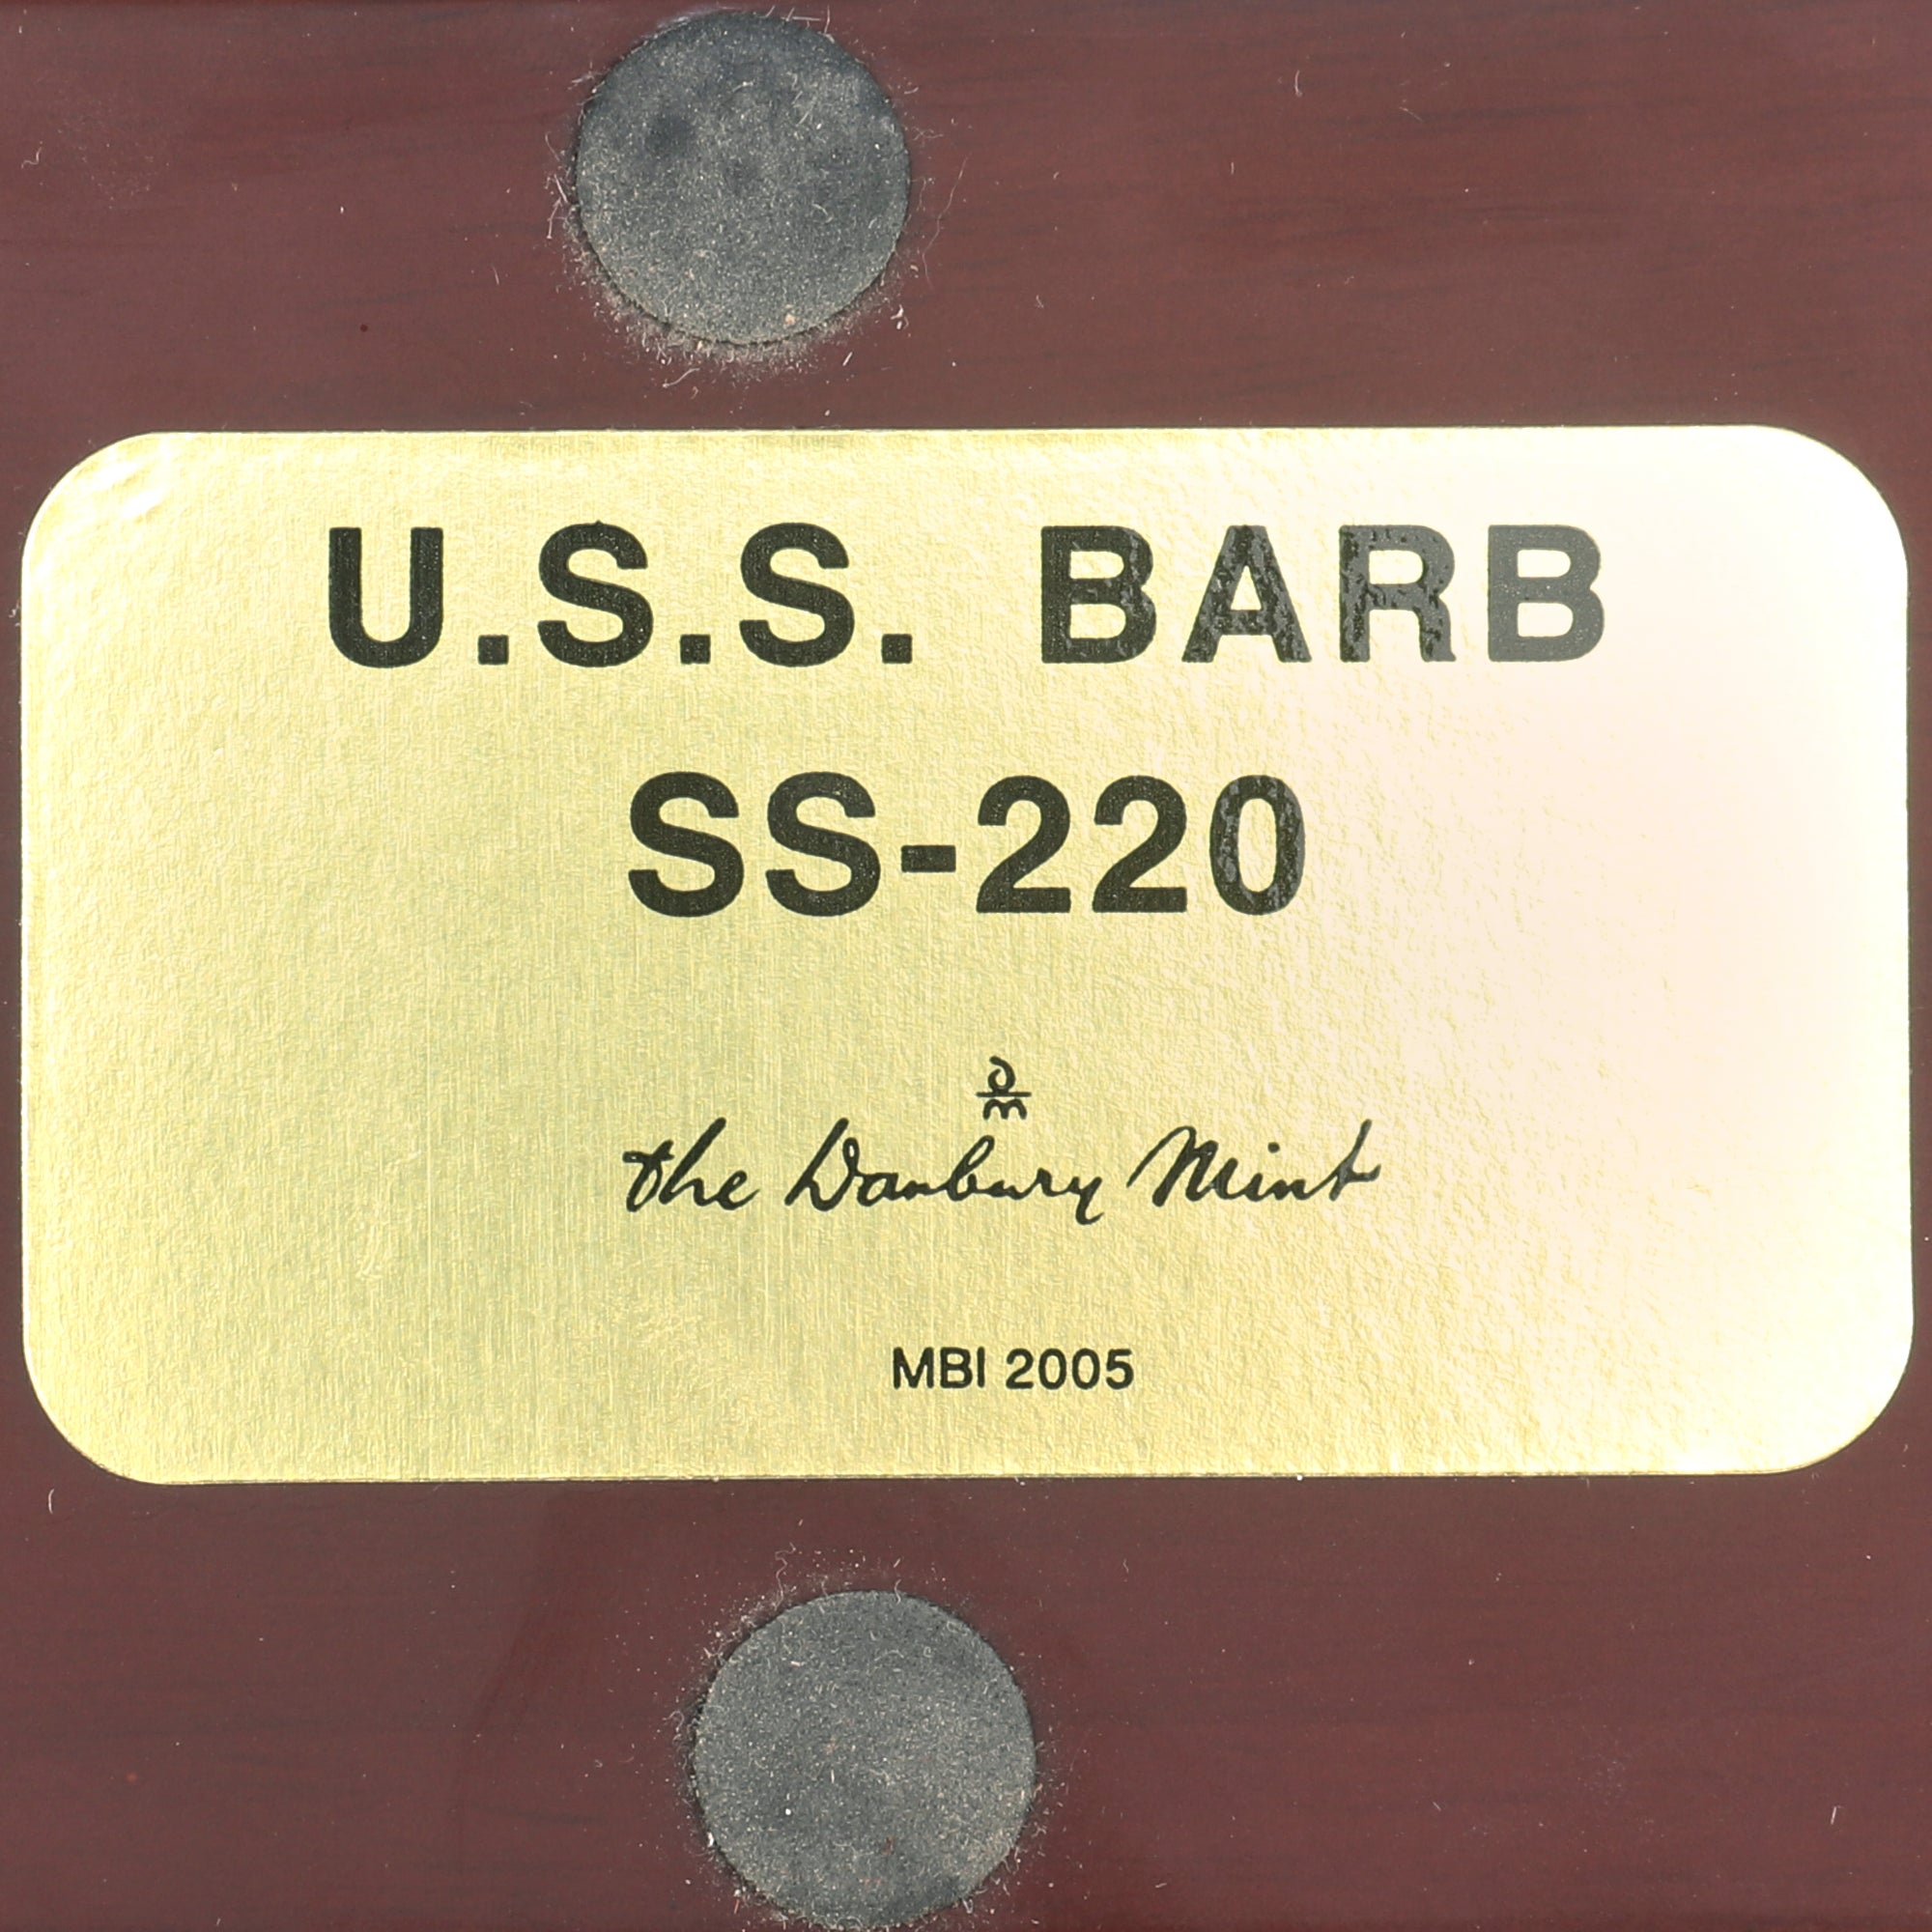 U.S.S. BARB
SS-220
the Danbury Mint
MBI 2005